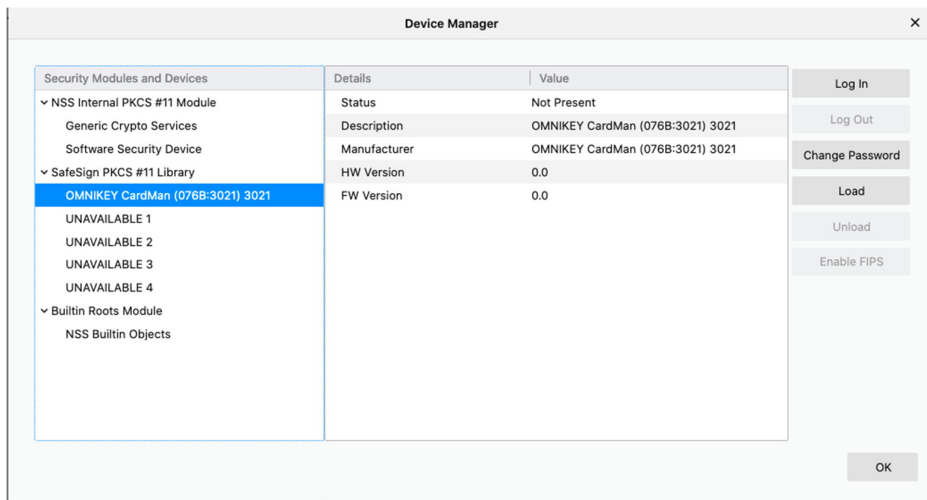 Device Manager
Security Modules and Devices
NSS Internal PKCS #11 Module
Generic Crypto Services
Software Security Device
SafeSign PKCS #11 Library
OMNIKEY CardMan (076B:3021) 3021
UNAVAILABLE 1
UNAVAILABLE 2
UNAVAILABLE 3
UNAVAILABLE 4
Builtin Roots Module
NSS Builtin Objects
Details Value
Status Not Present
Description OMNIKEY CardMan (076B:3021) 3021
Manufacturer OMNIKEY CardMan (076B:3021) 3021
HW Version 0.0
FW Version 0.0
Log In
Log Out
Change Password
Load
Unload
Enable FIPS
OK